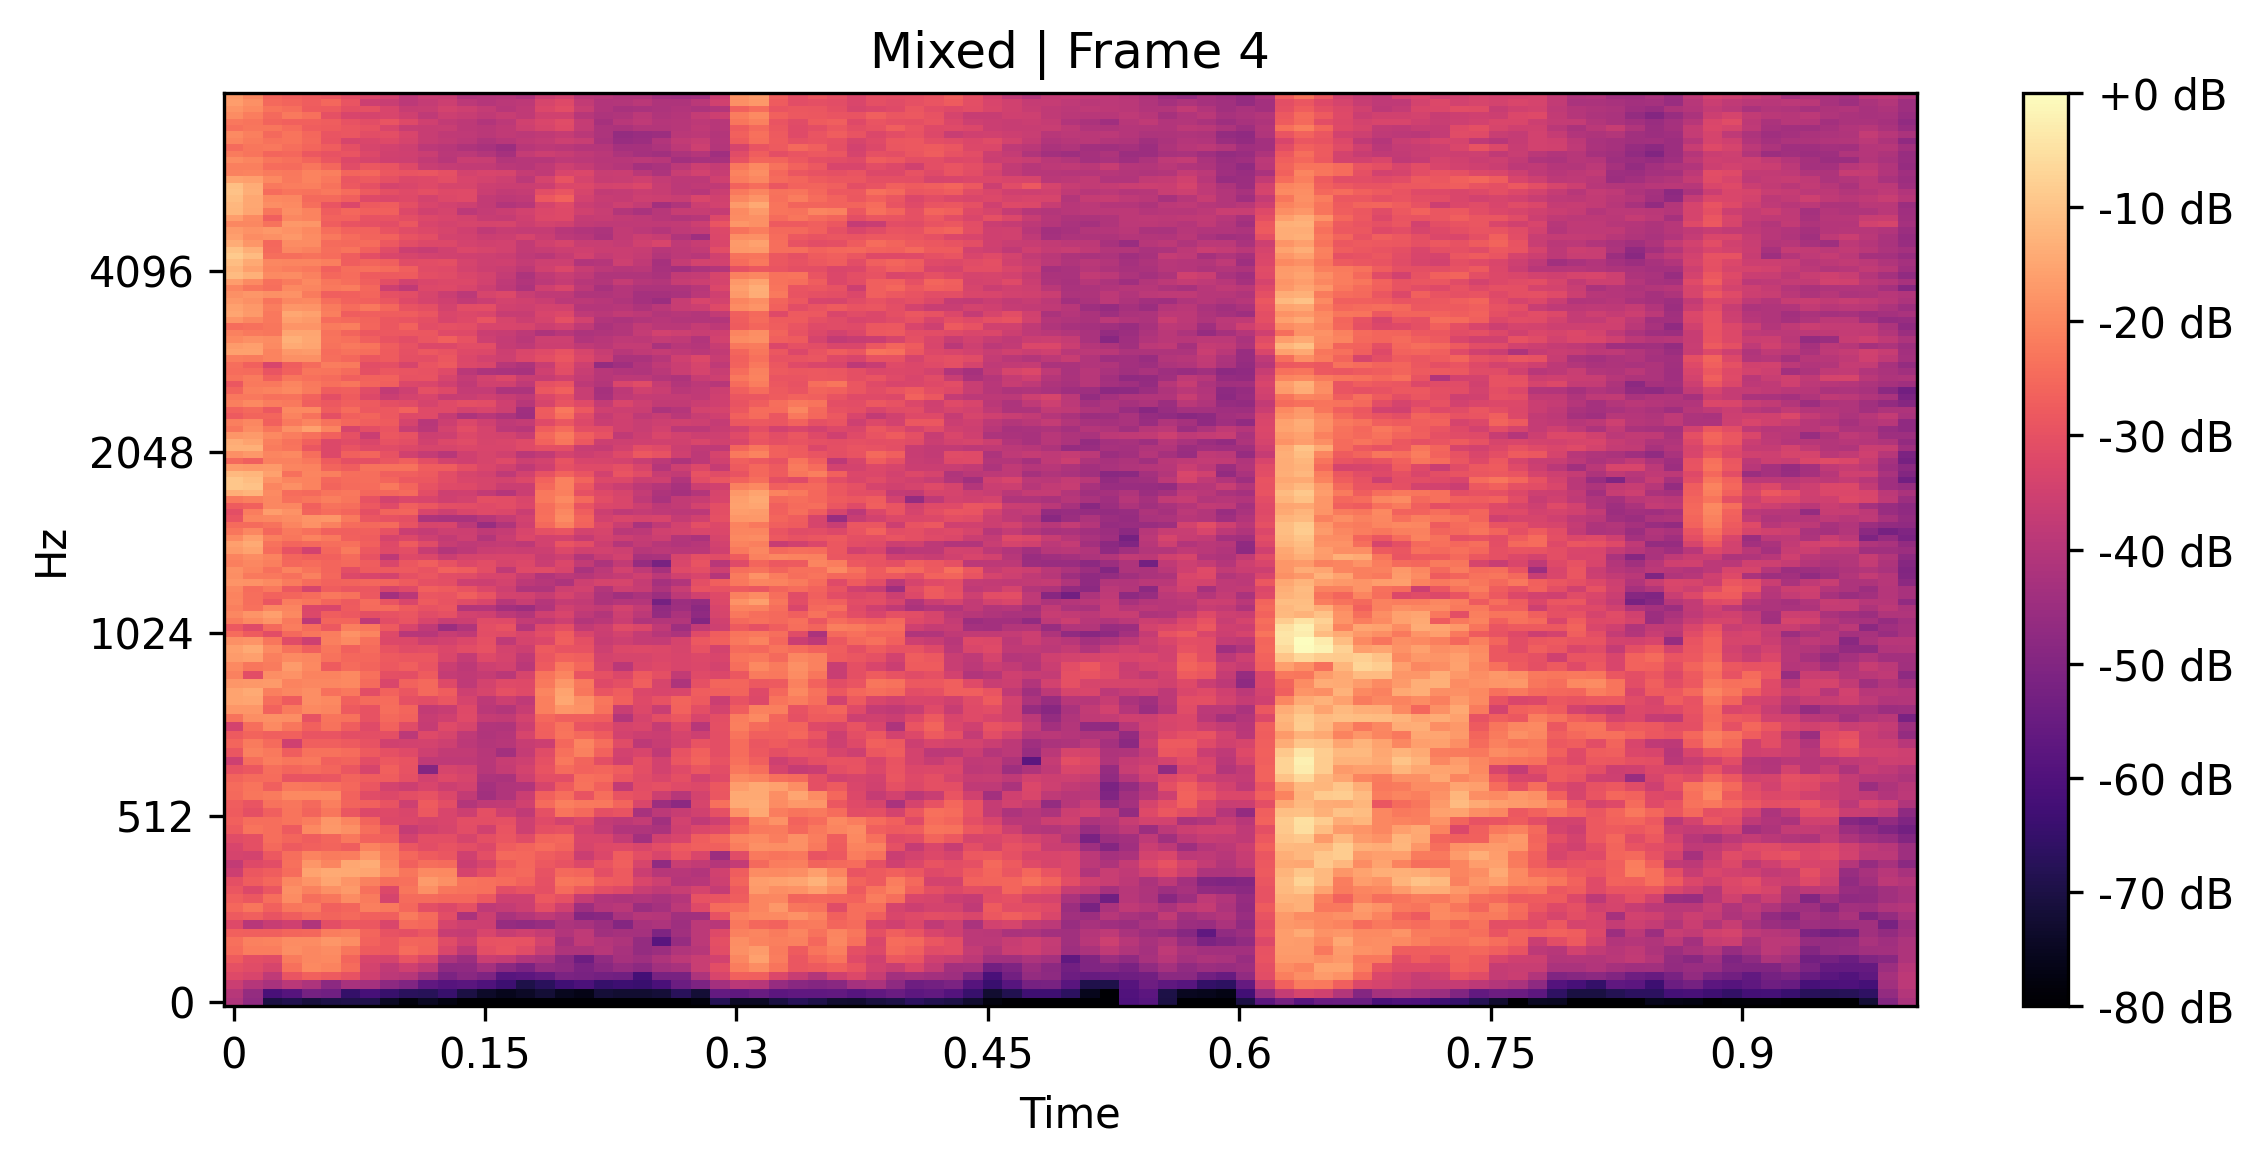 Mixed | Frame 4
+0 dB
-10 dB
-20 dB
-30 dB
-40 dB
-50 dB
-60 dB
-70 dB
-80 dB
Hz
4096
2048
1024
512
0
0 0.15 0.3 0.45 0.6 0.75 0.9
Time